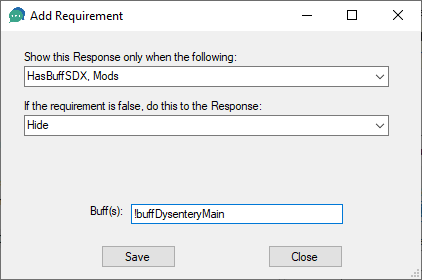 Add Requirement
Show this Response only when the following:
HasBuffSDX, Mods
If the requirement is false, do this to the Response:
Hide
Buff(s): !buffDysenteryMain
Save Close